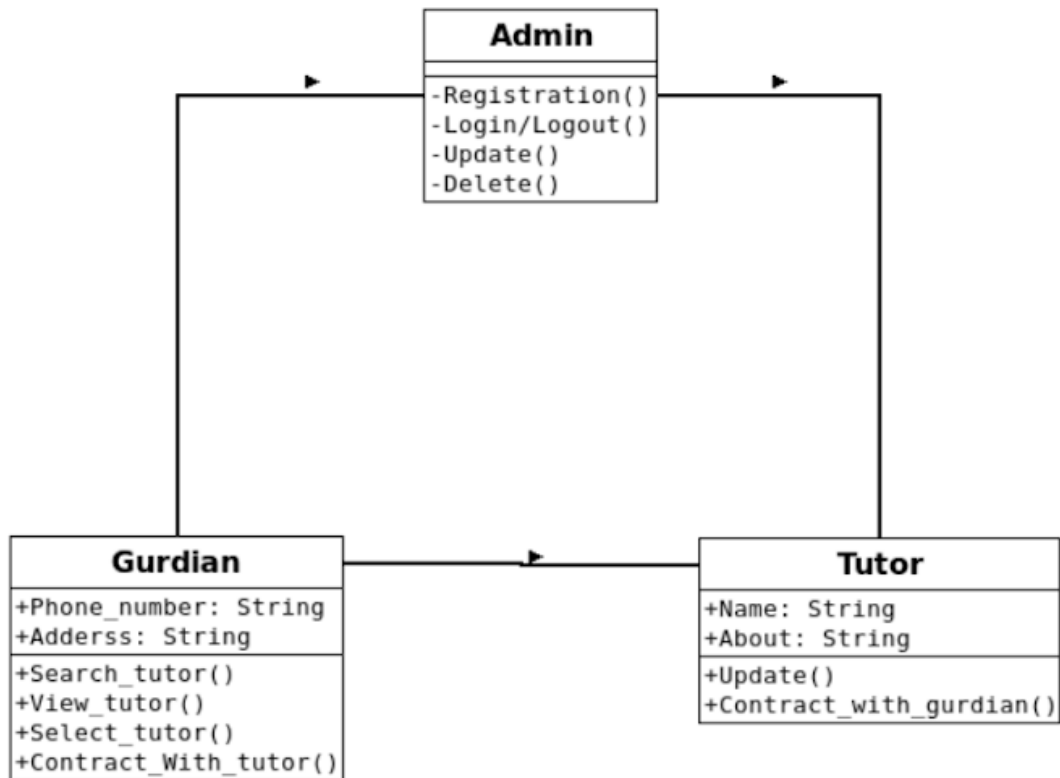 Admin
-Registration()
-Login/Logout()
-Update()
-Delete()
Gurdian
+Phone_number: String
+Adderss: String
+Search_tutor()
+View_tutor()
+Select_tutor()
+Contract_With_tutor()
Tutor
+Name: String
+About: String
+Update()
+Contract_with_gurdian()